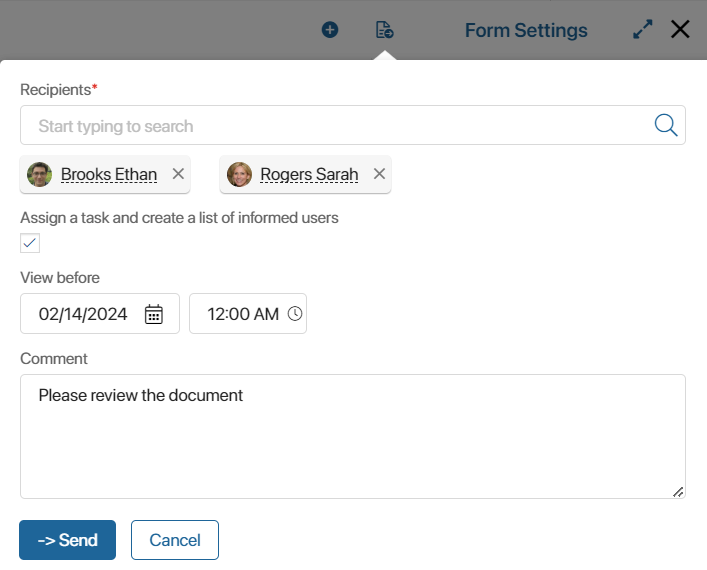 Form Settings
Recipients*
Start typing to search
Brooks Ethan
Rogers Sarah
Assign a task and create a list of informed users
View before
02/14/2024
12:00 AM
Comment
Please review the document
-> Send
Cancel